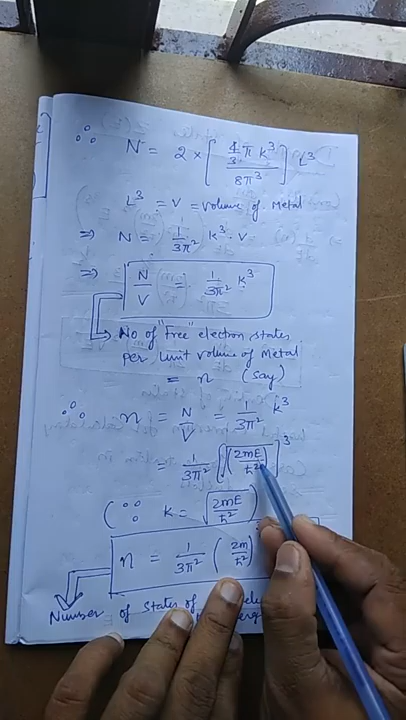 ∴ N = 2 × [ 4/3 π k³ / 8π³ ] L³
L³ = V = Volume of Metal
⇒ N = 1/3π² k³ · V
⇒ N/V = 1/3π² k³
No of "Free" electron states
per unit volume of Metal
= n (say)
∴ n = N/V = 1/3π² k³
= 1/3π² [√(2mE/ħ²)]³
(∵ k = √(2mE/ħ²))
n = 1/3π² (2m/ħ²)
Number of states of